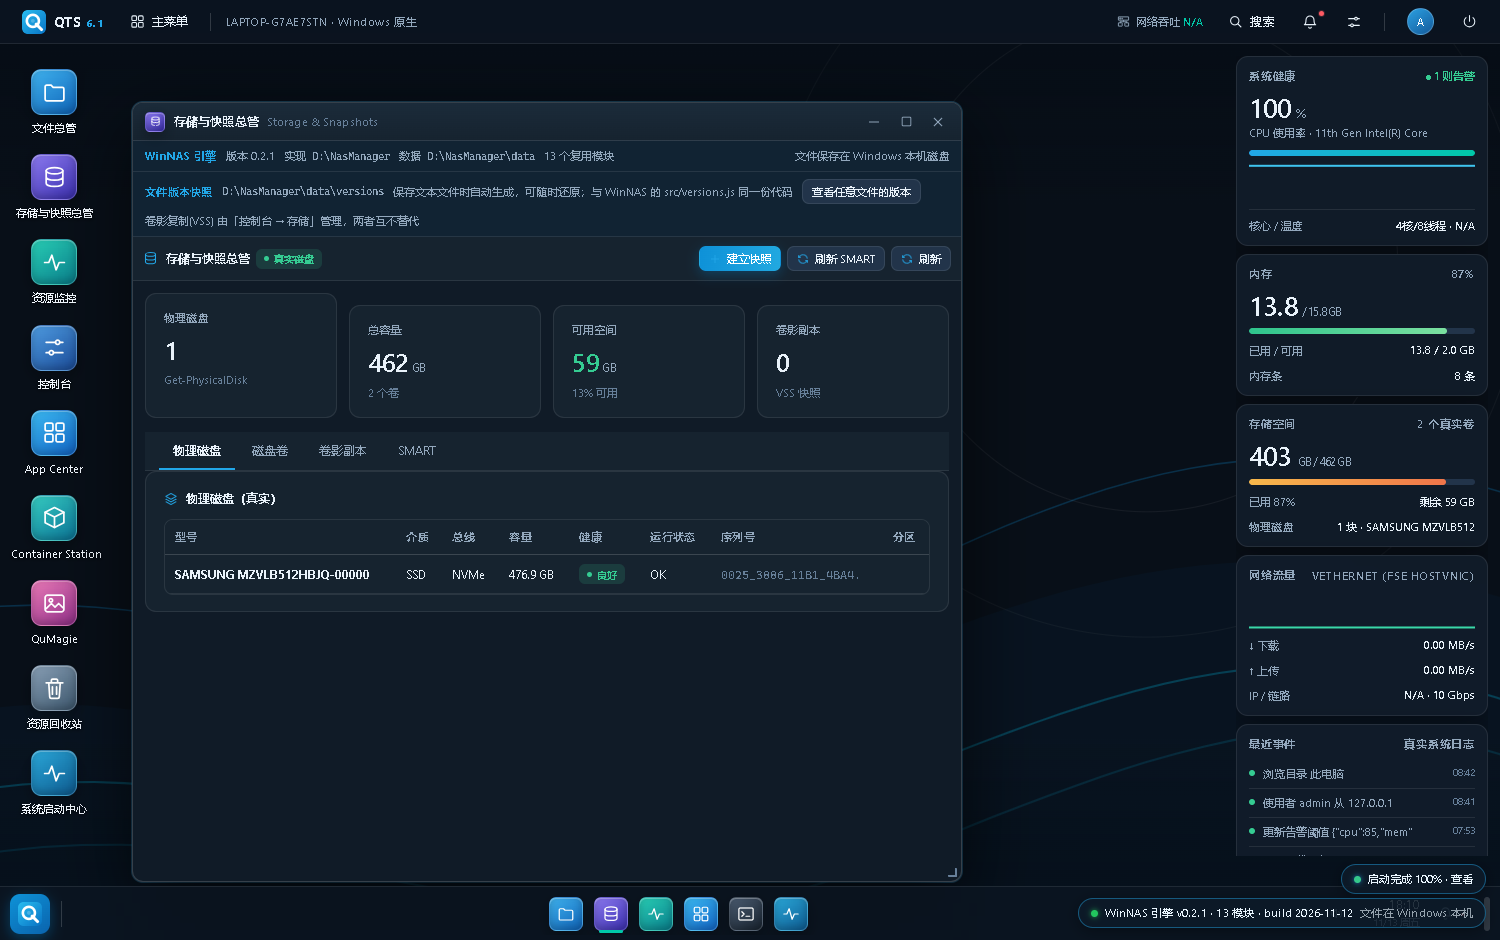 QTS 6.1 主菜单 LAPTOP-G7AE7STN · Windows 原生 网络吞吐 N/A 搜索 A
文件总管
存储与快照总管
资源监控
控制台
App Center
Container Station
QuMagie
资源回收站
系统启动中心
存储与快照总管 Storage & Snapshots
WinNAS 引擎 版本 0.2.1 实现 D:\NasManager 数据 D:\NasManager\data 13 个复用模块 文件保存在 Windows 本机磁盘
文件版本快照 D:\NasManager\data\versions 保存文本文件时自动生成，可随时还原；与 WinNAS 的 src/versions.js 同一份代码 查看任意文件的版本
卷影复制(VSS) 由「控制台 → 存储」管理，两者互不替代
存储与快照总管 真实磁盘 建立快照 刷新 SMART 刷新
物理磁盘
1
Get-PhysicalDisk
总容量
462 GB
2 个卷
可用空间
59 GB
13% 可用
卷影副本
0
VSS 快照
物理磁盘 磁盘卷 卷影副本 SMART
物理磁盘 (真实)
型号 介质 总线 容量 健康 运行状态 序列号 分区
SAMSUNG MZVLB512HBJQ-00000 SSD NVMe 476.9 GB 良好 OK 0025_3886_11B1_4BA4.
系统健康 1 则告警
100 %
CPU 使用率 · 11th Gen Intel(R) Core
核心 / 温度 4核/8线程 · N/A
内存 87%
13.8 / 15.8GB
已用 / 可用 13.8 / 2.0 GB
内存条 8 条
存储空间 2 个真实卷
403 GB / 462GB
已用 87% 剩余 59 GB
物理磁盘 1 块 · SAMSUNG MZVLB512
网络流量 VETHERNET (FSE HOSTVNIC)
↓ 下载 0.00 MB/s
↑ 上传 0.00 MB/s
IP / 链路 N/A · 10 Gbps
最近事件 真实系统日志
浏览目录 此电脑 08:42
使用者 admin 从 127.0.0.1 08:41
更新告警阈值 {"cpu":85,"mem" 07:53
启动完成 100% · 查看
WinNAS 引擎 v0.2.1 · 13 模块 · build 2026-11-12 文件在 Windows 本机